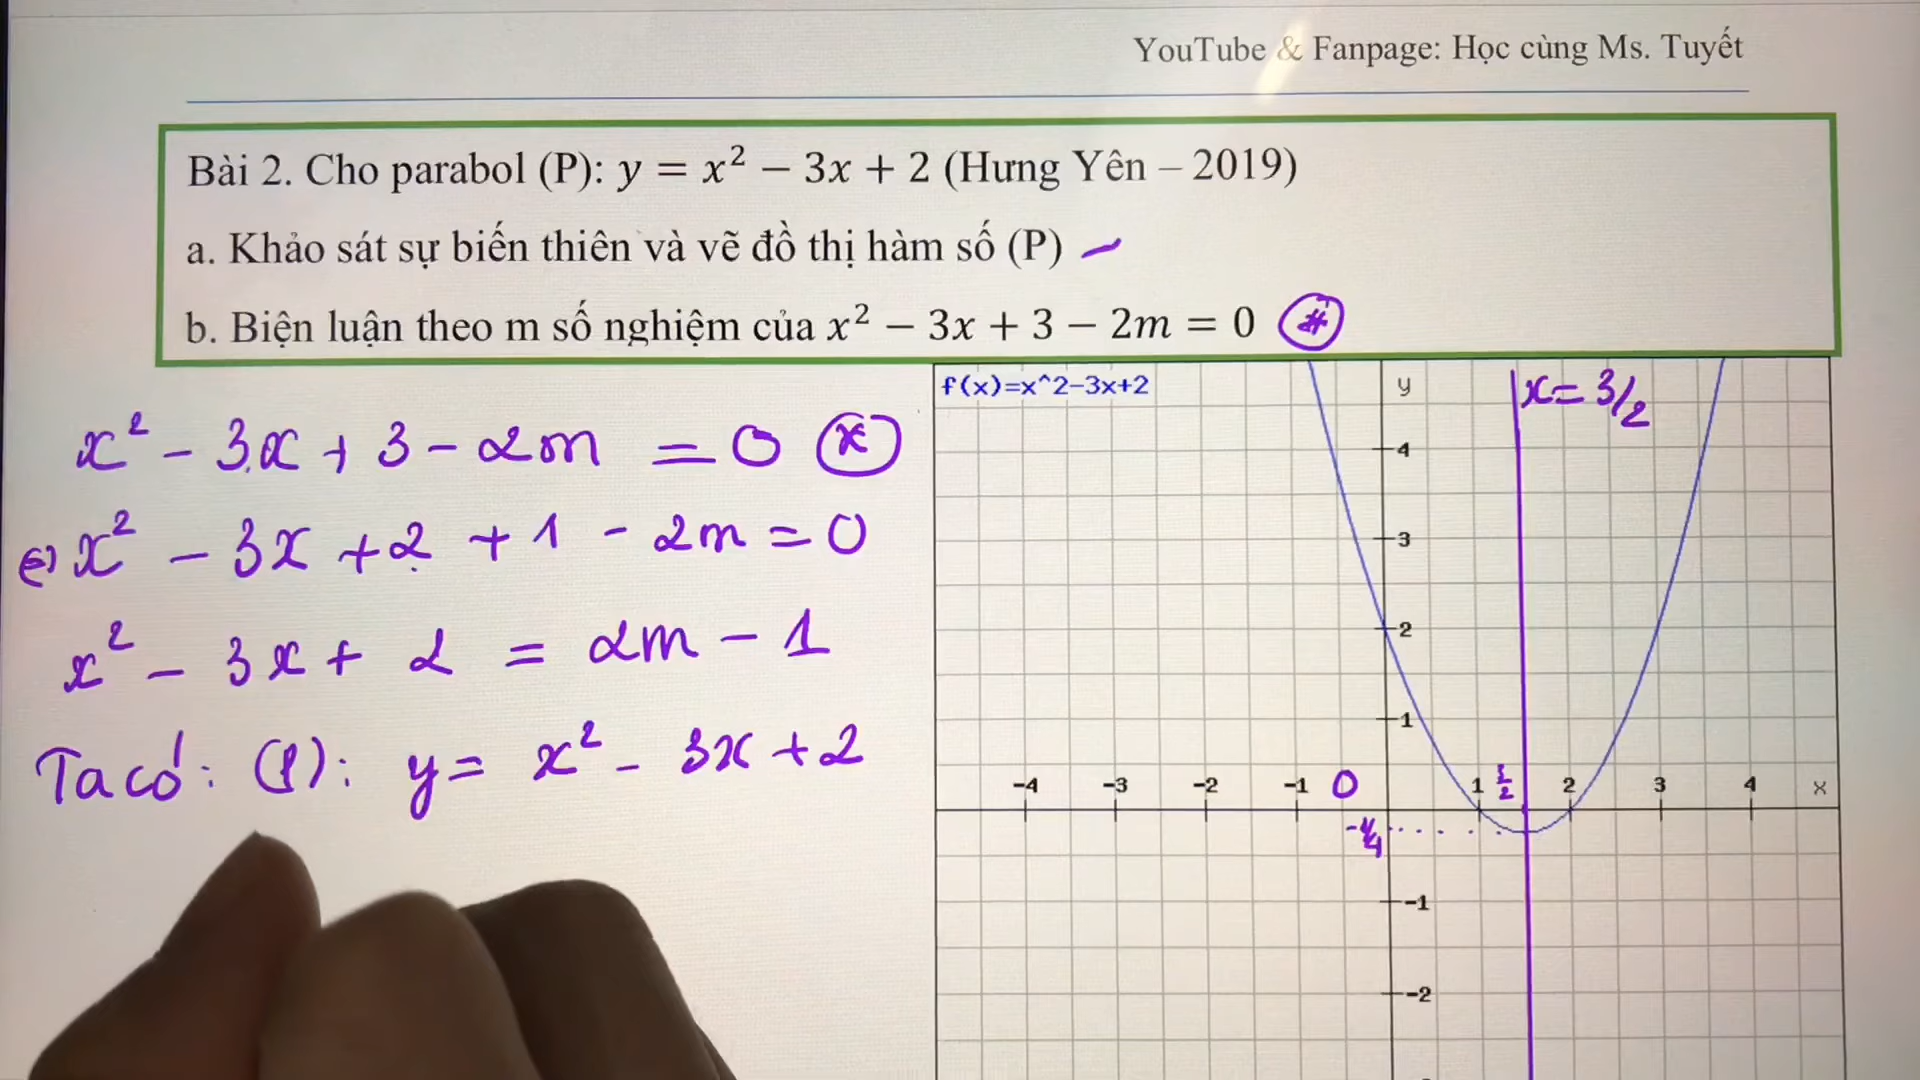 YouTube & Fanpage: Học cùng Ms. Tuyết
Bài 2. Cho parabol (P): y = x² − 3x + 2 (Hưng Yên – 2019)
a. Khảo sát sự biến thiên và vẽ đồ thị hàm số (P)
b. Biện luận theo m số nghiệm của x² − 3x + 3 − 2m = 0 (*)
x² - 3x + 3 - 2m = 0 (*)
⇔ x² - 3x + 2 + 1 - 2m = 0
x² - 3x + 2 = 2m - 1
Ta có: (P): y = x² - 3x + 2
f(x)=x^2-3x+2
y
x = 3/2
4
3
2
1
-4 -3 -2 -1 0 1 2 3 4 x
-1/4
-1
-2